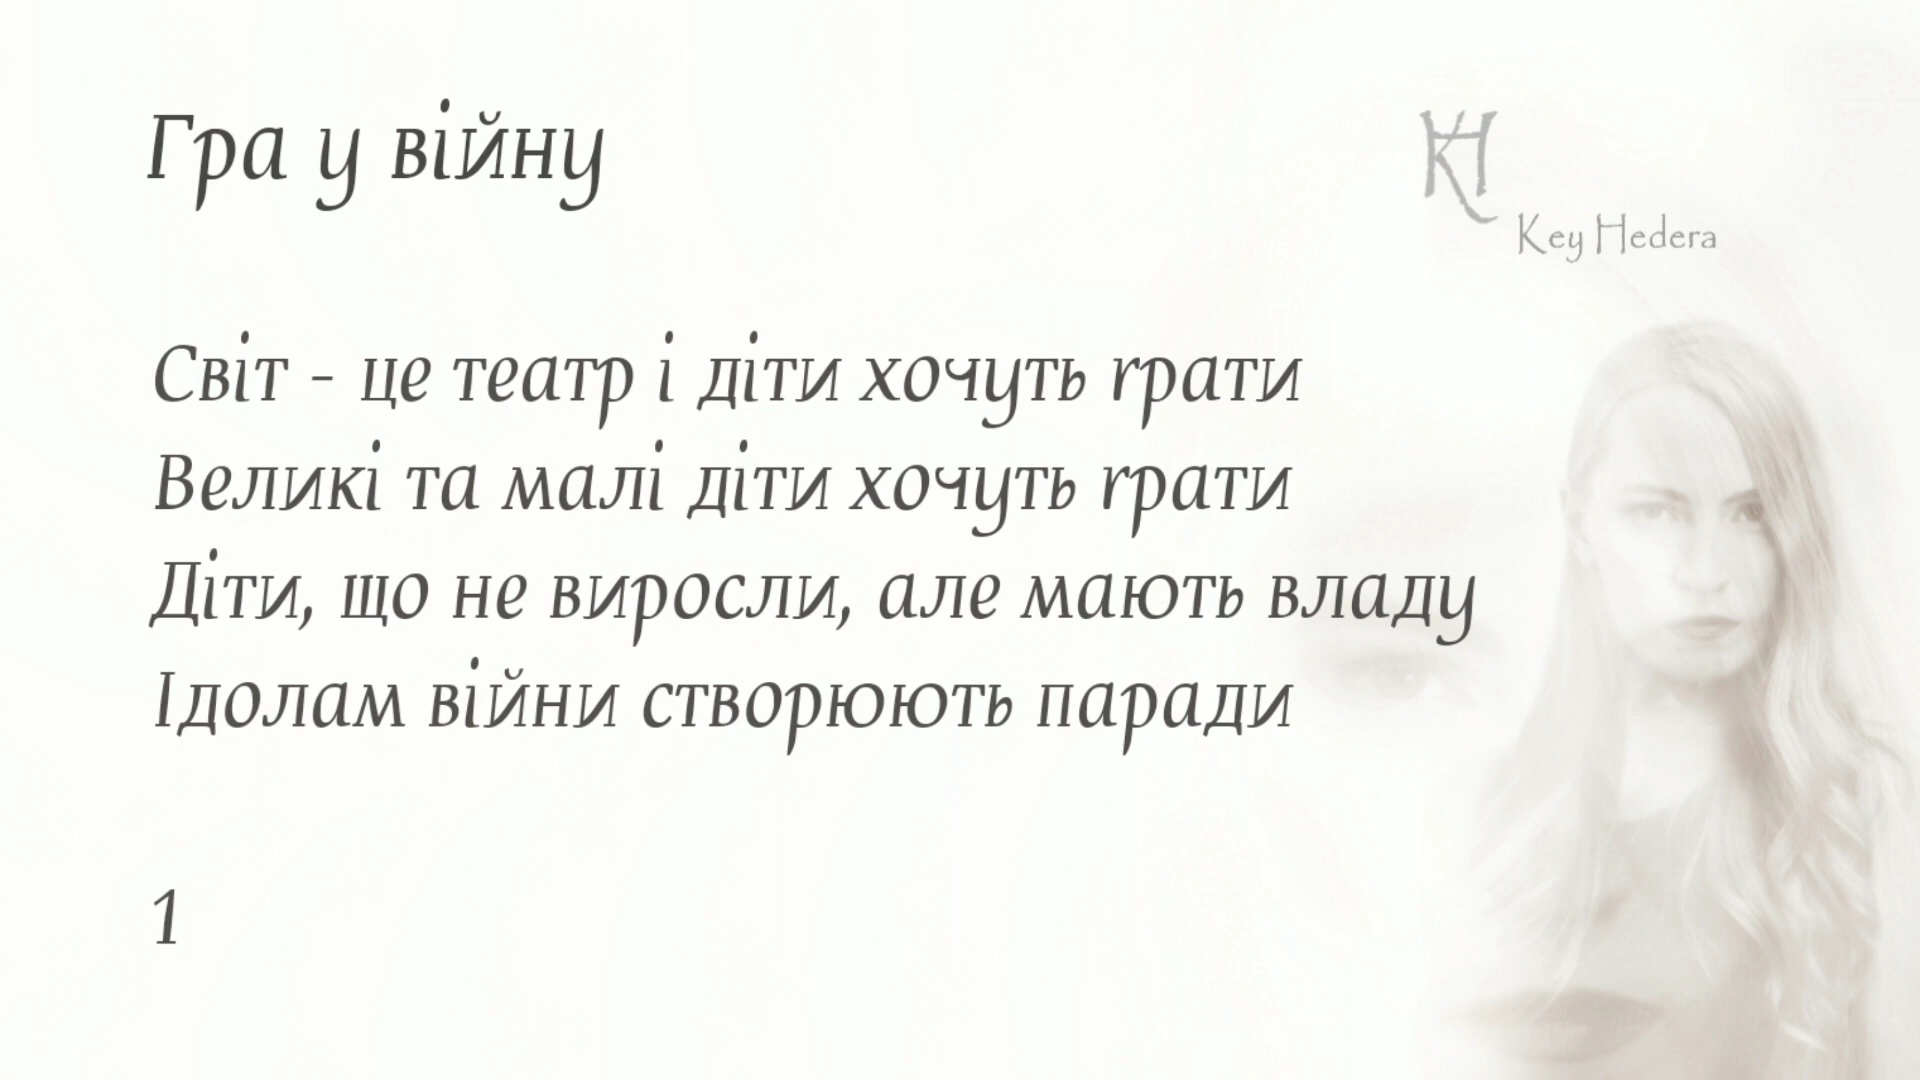 Гра у війну
KH
Key Hedera
Світ - це театр і діти хочуть грати
Великі та малі діти хочуть грати
Діти, що не виросли, але мають владу
Ідолам війни створюють паради
1